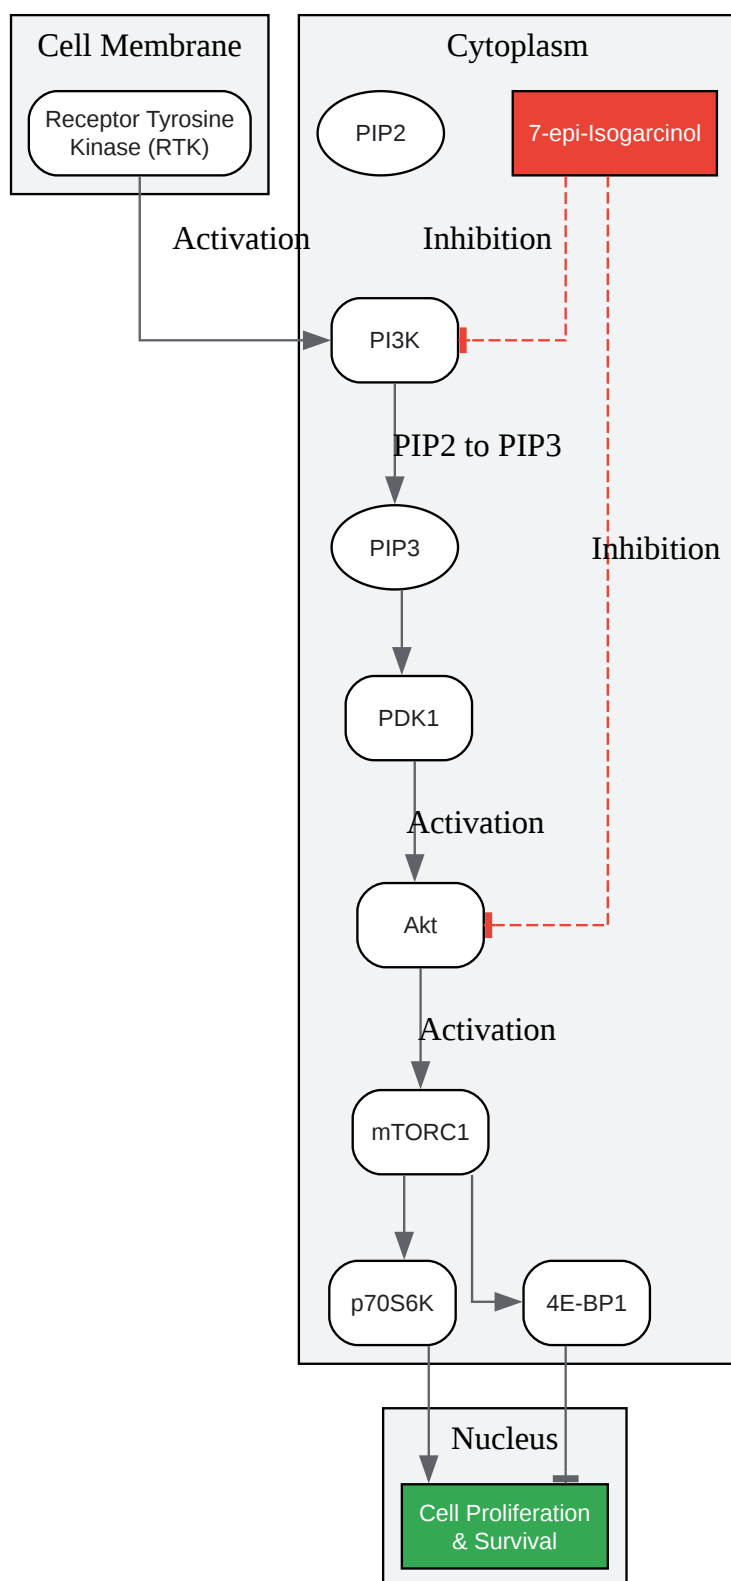 Cell Membrane
Cytoplasm
Receptor Tyrosine
Kinase (RTK)
PIP2
7-epi-Isogarcinol
Activation
Inhibition
PI3K
PIP2 to PIP3
PIP3
Inhibition
PDK1
Activation
Akt
Activation
mTORC1
p70S6K
4E-BP1
Nucleus
Cell Proliferation
& Survival